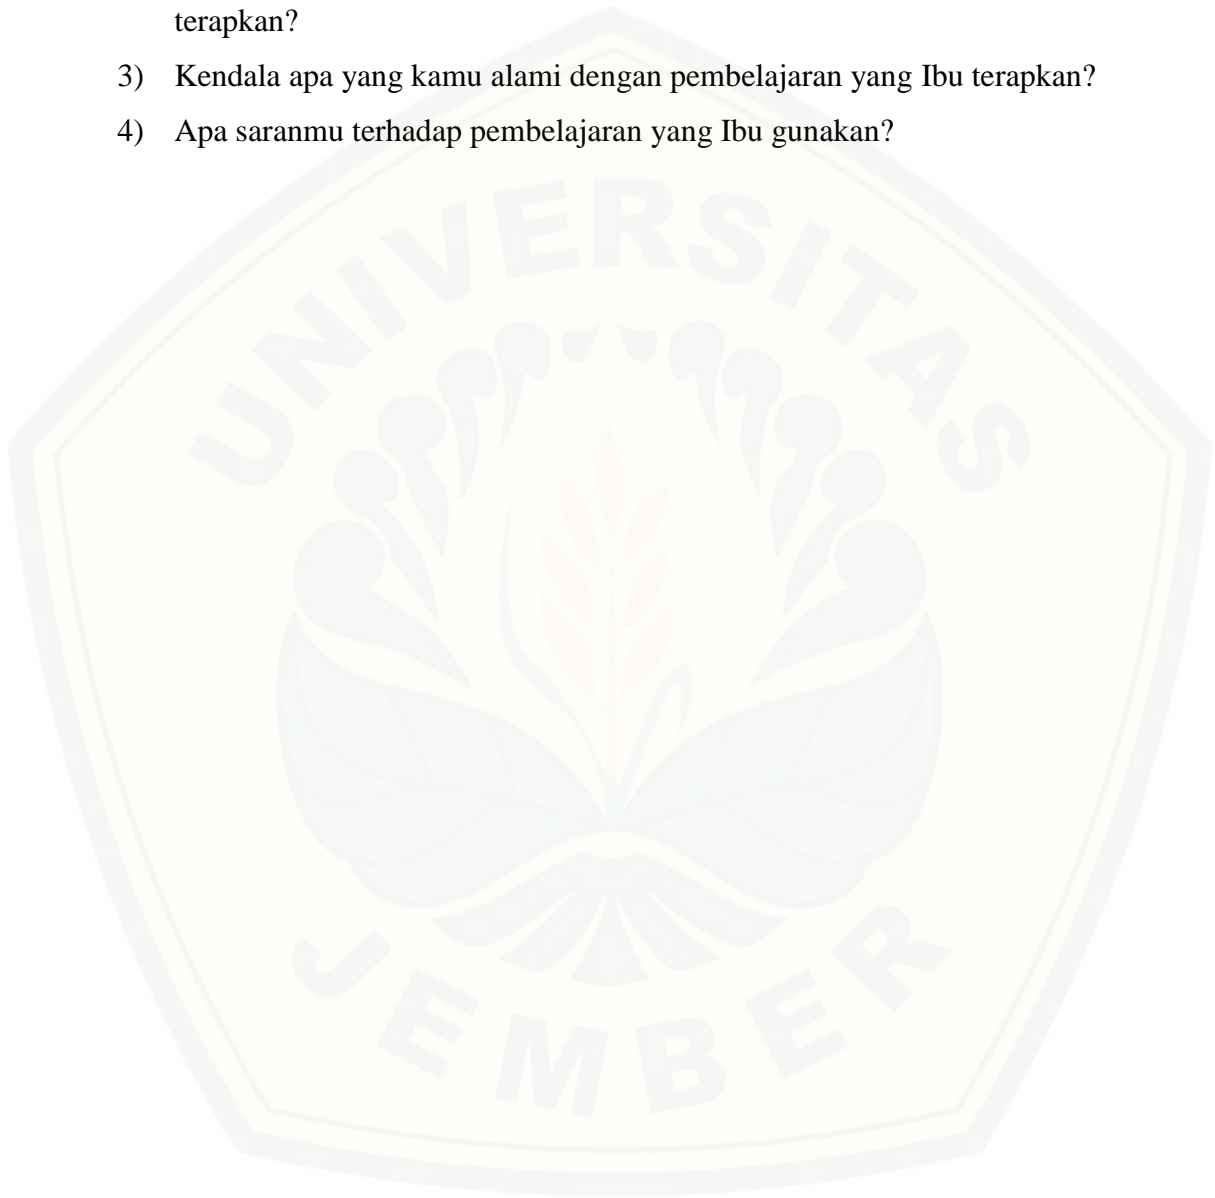 terapkan?
3) Kendala apa yang kamu alami dengan pembelajaran yang Ibu terapkan?
4) Apa saranmu terhadap pembelajaran yang Ibu gunakan?
UNIVERSITAS
JEMBER